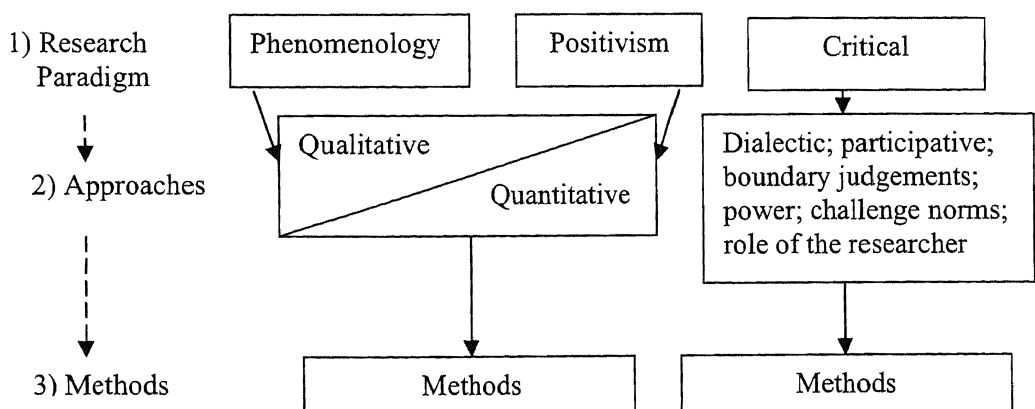 1) Research
Paradigm
Phenomenology
Positivism
Critical
2) Approaches
Qualitative
Quantitative
Dialectic; participative;
boundary judgements;
power; challenge norms;
role of the researcher
3) Methods
Methods
Methods